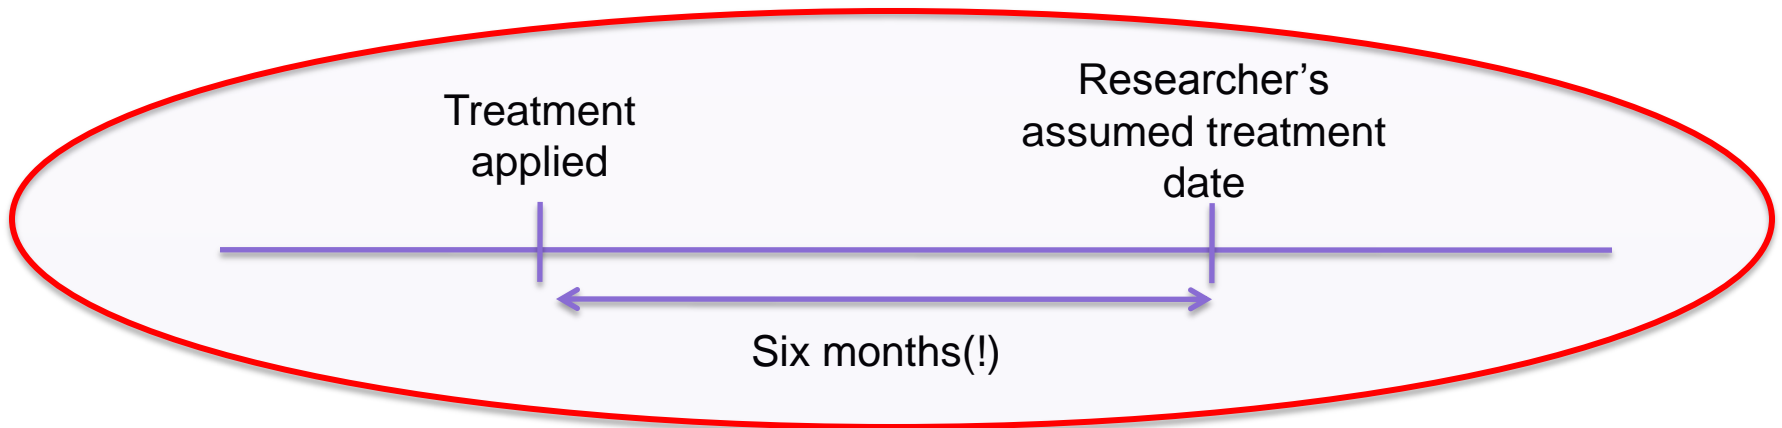 Treatment
applied
Researcher’s
assumed treatment
date
Six months(!)